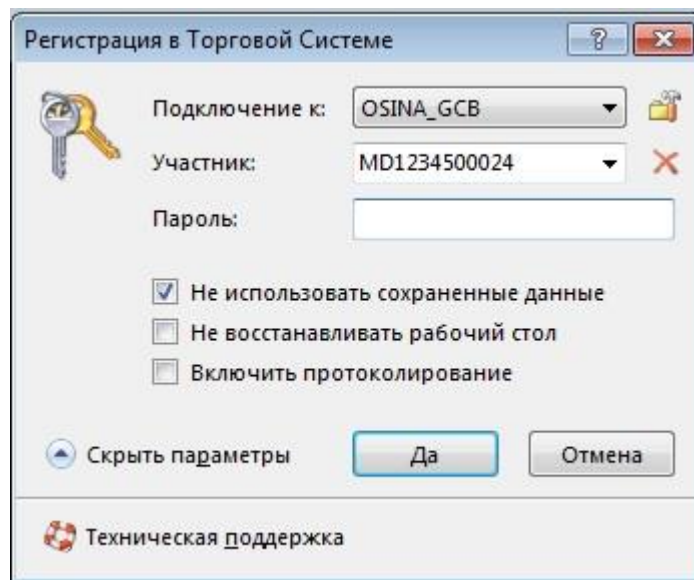 Регистрация в Торговой Системе
Подключение к: OSINA_GCB
Участник: MD1234500024
Пароль:
Не использовать сохраненные данные
Не восстанавливать рабочий стол
Включить протоколирование
Скрыть параметры Да Отмена
Техническая поддержка